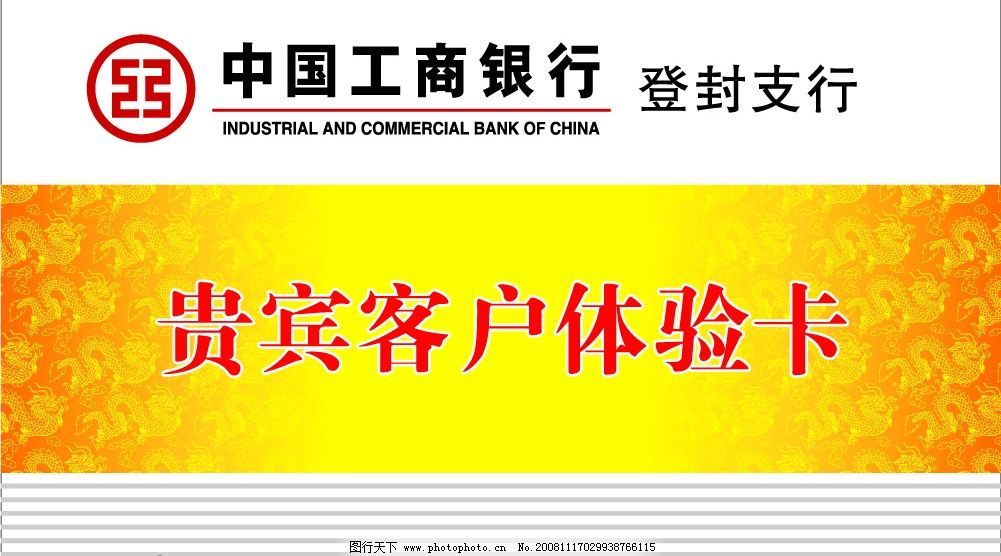 中国工商银行 登封支行
INDUSTRIAL AND COMMERCIAL BANK OF CHINA
贵宾客户体验卡
图行天下 www.photophoto.cn No.20081117029938766115